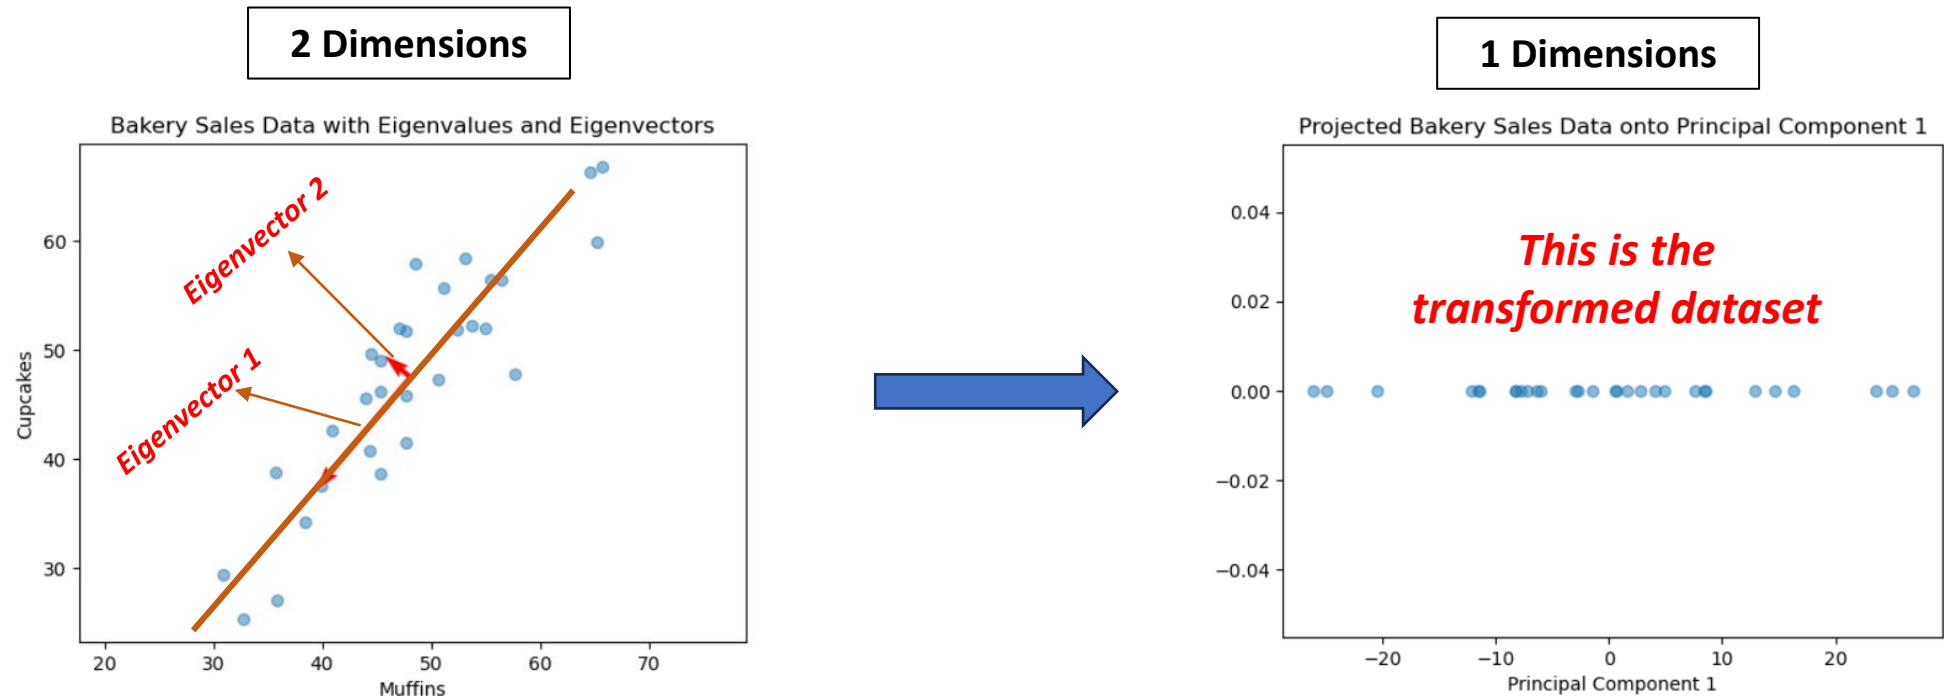 2 Dimensions
Bakery Sales Data with Eigenvalues and Eigenvectors
Eigenvector 2
Eigenvector 1
Cupcakes
60
50
40
30
20 30 40 50 60 70
Muffins
1 Dimensions
Projected Bakery Sales Data onto Principal Component 1
This is the
transformed dataset
0.04
0.02
0.00
−0.02
−0.04
−20 −10 0 10 20
Principal Component 1